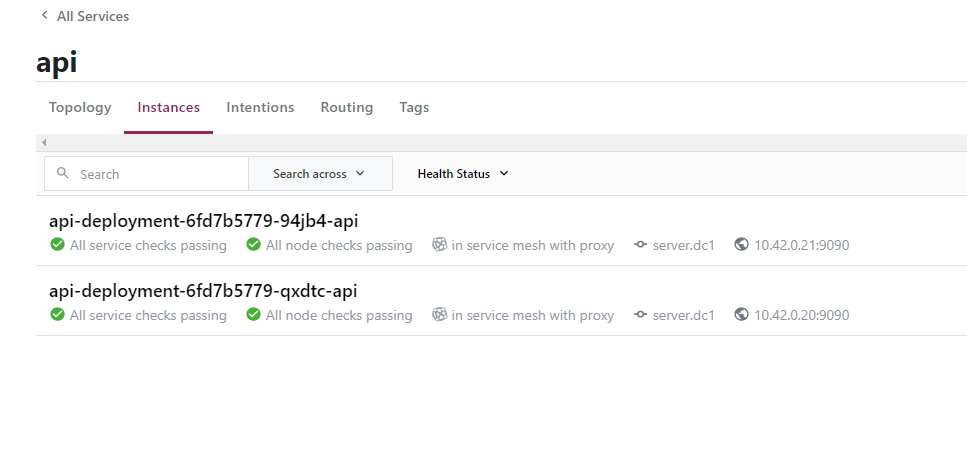 All Services
api
Topology Instances Intentions Routing Tags
Search Search across Health Status
api-deployment-6fd7b5779-94jb4-api
All service checks passing All node checks passing in service mesh with proxy server.dc1 10.42.0.21:9090
api-deployment-6fd7b5779-qxdtc-api
All service checks passing All node checks passing in service mesh with proxy server.dc1 10.42.0.20:9090